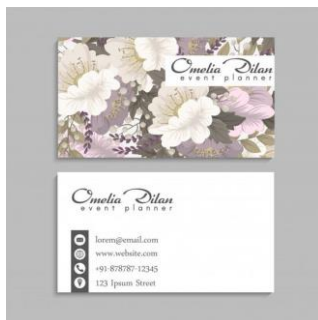 Omelia Dilan
event planner
Omelia Dilan
event planner
lorem@email.com
www.website.com
+91-878787-12345
123 Ipsum Street